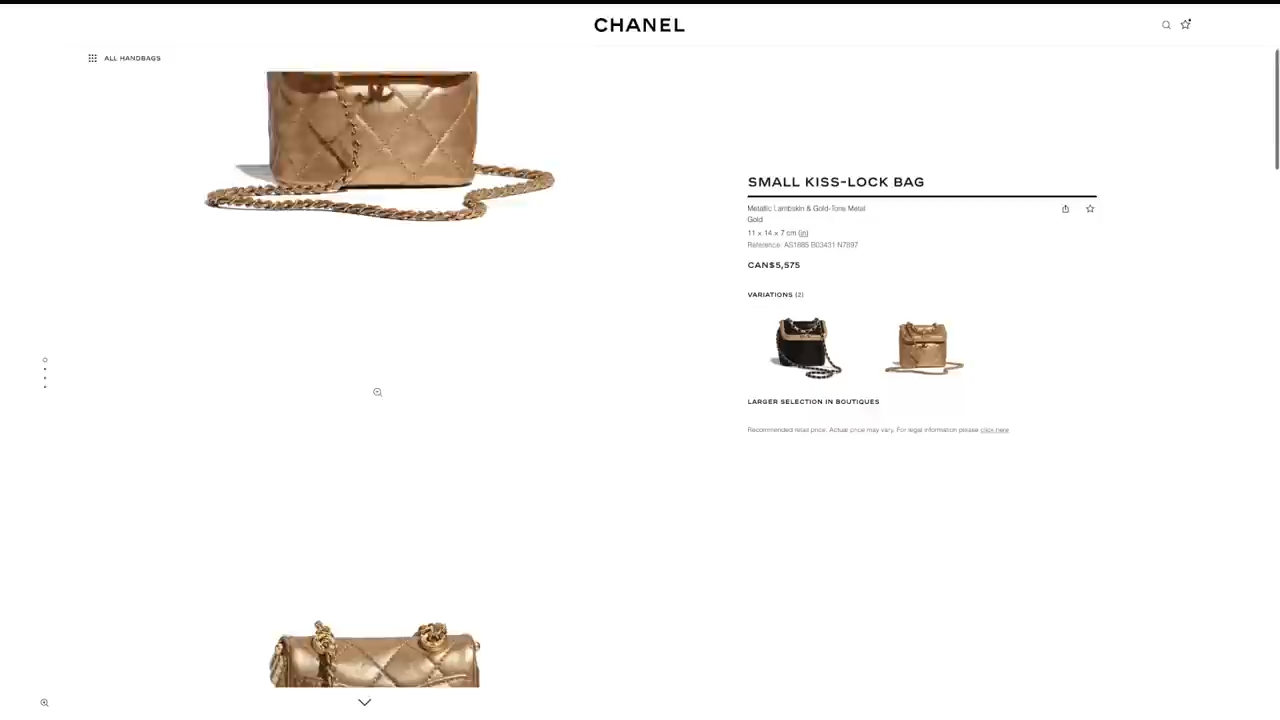 CHANEL
ALL HANDBAGS
SMALL KISS-LOCK BAG
Metallic Lambskin & Gold-Tone Metal
Gold
11 × 14 × 7 cm (in)
Reference: AS1885 B03431 N7897
CAN$5,575
VARIATIONS (2)
LARGER SELECTION IN BOUTIQUES
Recommended retail price. Actual price may vary. For legal information please click here